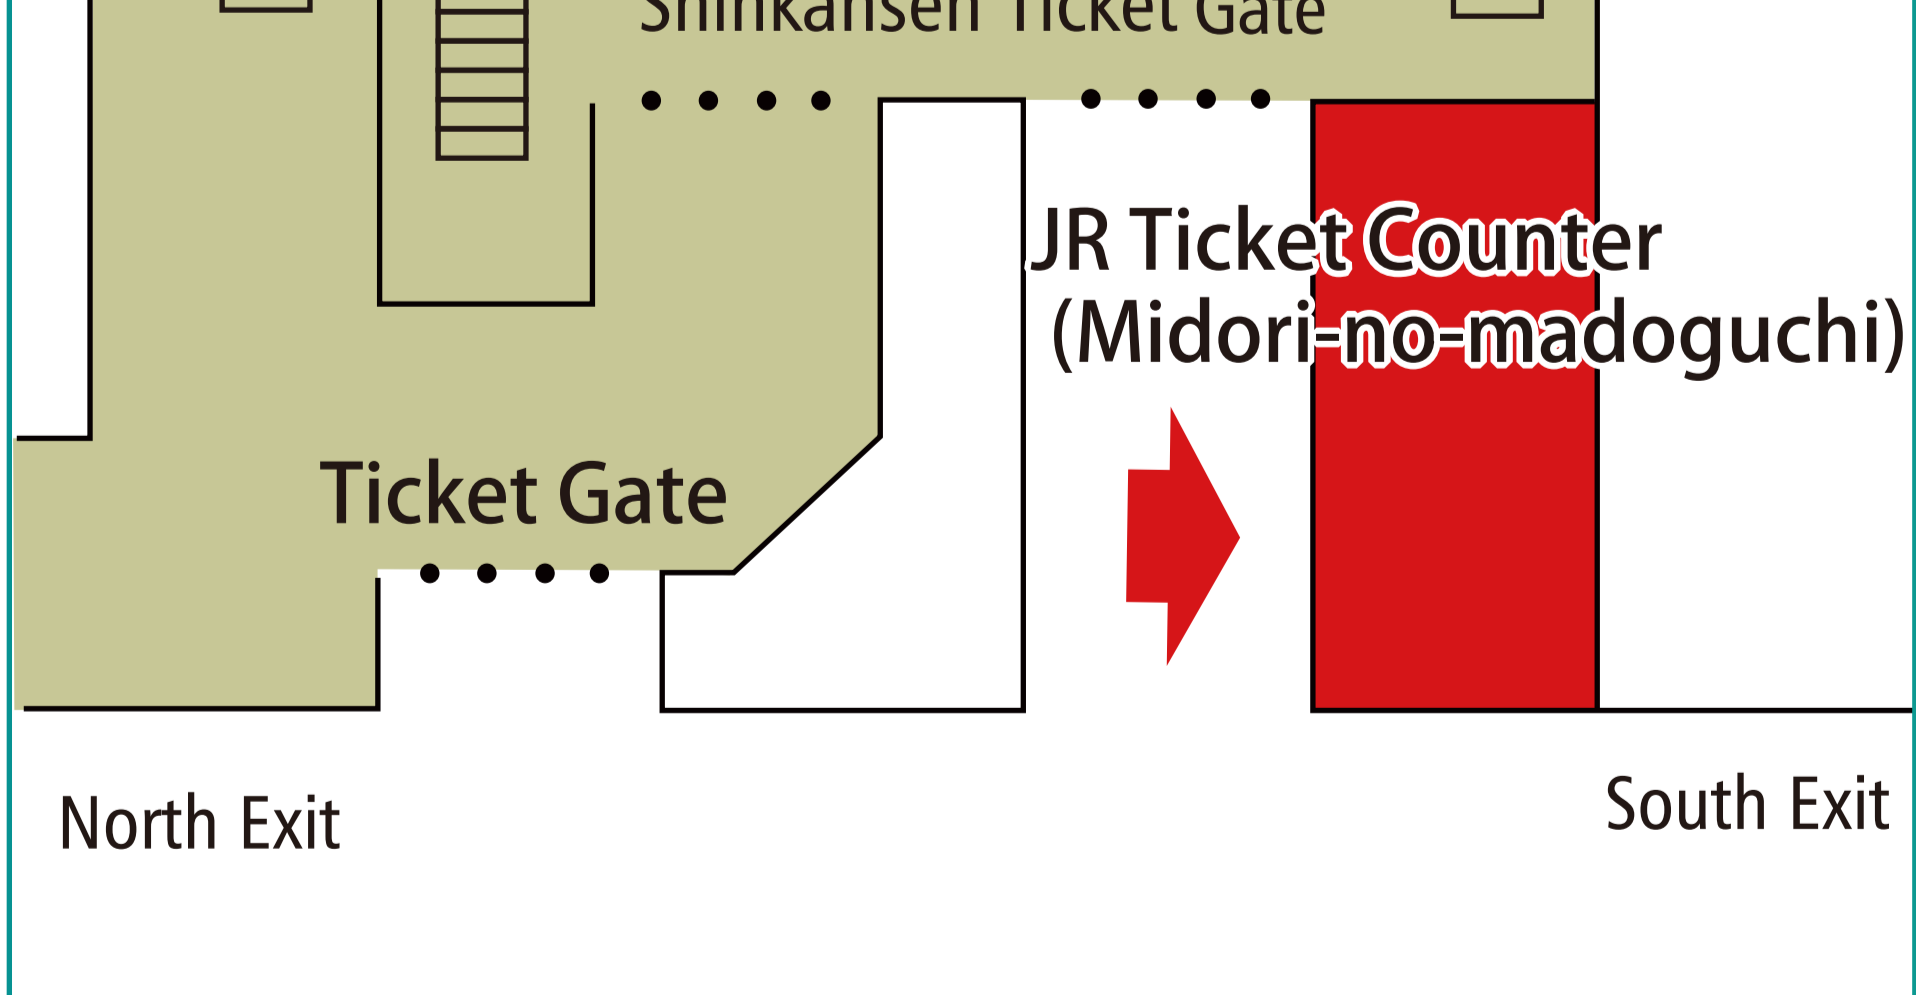 Shinkansen Ticket Gate
JR Ticket Counter
(Midori-no-madoguchi)
Ticket Gate
North Exit
South Exit